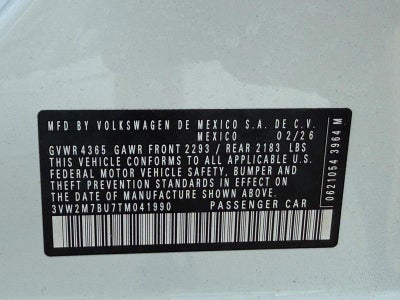 MFD BY VOLKSWAGEN DE MEXICO S.A. DE C.V.
MEXICO 02/26
GVWR 4365 GAWR FRONT 2293 / REAR 2183 LBS
THIS VEHICLE CONFORMS TO ALL APPLICABLE U.S.
FEDERAL MOTOR VEHICLE SAFETY, BUMPER AND
THEFT PREVENTION STANDARDS IN EFFECT ON
THE DATE OF MANUFACTURE SHOWN ABOVE.
3VW2M7BU7TM041990 PASSENGER CAR
0621054 3964 M